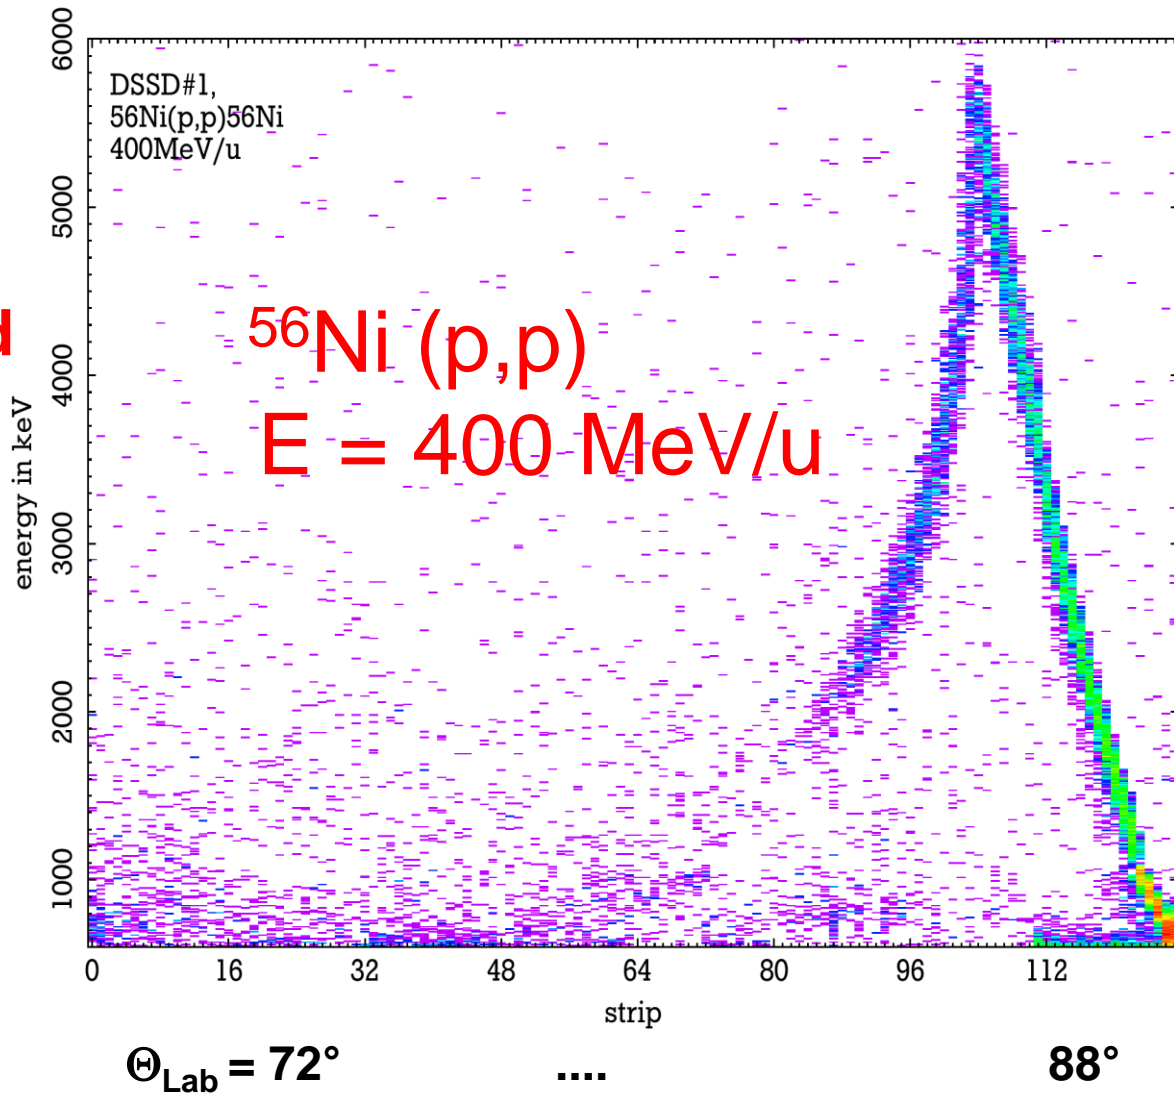 6000
DSSD#1,
56Ni(p,p)56Ni
400MeV/u
5000
⁵⁶Ni (p,p)
d
4000
E = 400 MeV/u
energy in keV
3000
2000
1000
0 16 32 48 64 80 96 112
strip
ΘLab = 72° .... 88°